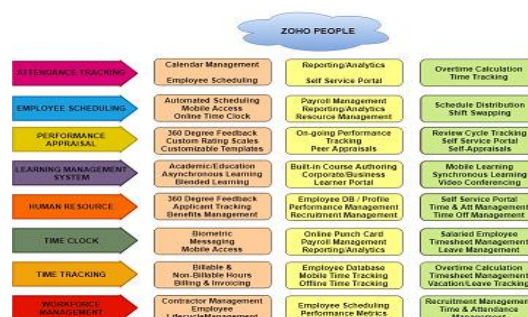 ZOHO PEOPLE
ATTENDANCE TRACKING
Calendar Management
Employee Scheduling
Reporting/Analytics
Self Service Portal
Overtime Calculation
Time Tracking
EMPLOYEE SCHEDULING
Automated Scheduling
Mobile Access
Online Time Clock
Payroll Management
Reporting/Analytics
Resource Management
Schedule Distribution
Shift Swapping
PERFORMANCE
APPRAISAL
360 Degree Feedback
Custom Rating Scales
Customizable Templates
On-going Performance
Tracking
Peer Appraisals
Review Cycle Tracking
Self Service Portal
Self-Appraisals
LEARNING MANAGEMENT
SYSTEM
Academic/Education
Asynchronous Learning
Blended Learning
Built-in Course Authoring
Corporate/Business
Learner Portal
Mobile Learning
Synchronous Learning
Video Conferencing
HUMAN RESOURCE
360 Degree Feedback
Applicant Tracking
Benefits Management
Employee DB / Profile
Performance Management
Recruitment Management
Self Service Portal
Time & Att Management
Time Off Management
TIME CLOCK
Biometric
Messaging
Mobile Access
Online Punch Card
Payroll Management
Reporting/Analytics
Salaried Employee
Timesheet Management
Leave Management
TIME TRACKING
Billable &
Non-Billable Hours
Billing & Invoicing
Employee Database
Mobile Time Tracking
Offline Time Tracking
Overtime Calculation
Timesheet Management
Vacation/Leave Tracking
WORKFORCE
MANAGEMENT
Contractor Management
Employee
LifecycleManagement
Employee Scheduling
Performance Metrics
Recruitment Management
Time & Attendance
Management